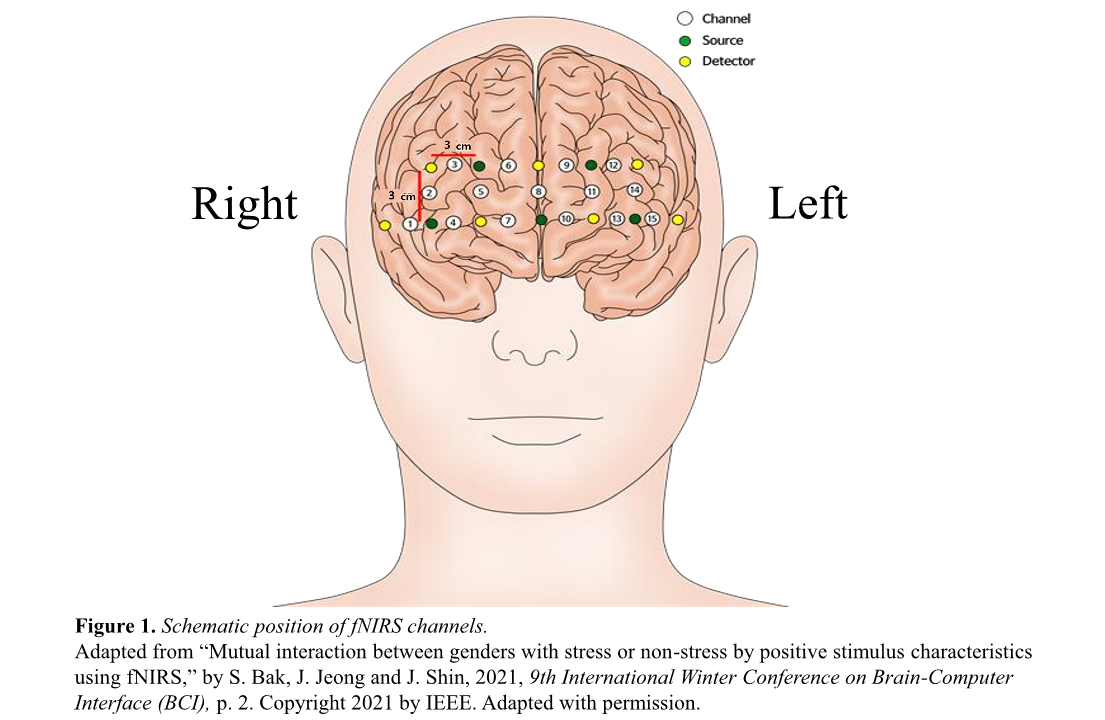 Channel
Source
Detector
3 cm
3 6 9 12
Right 3 cm 2 5 8 11 14 Left
1 4 7 10 13 15
Figure 1. Schematic position of fNIRS channels.
Adapted from “Mutual interaction between genders with stress or non-stress by positive stimulus characteristics
using fNIRS,” by S. Bak, J. Jeong and J. Shin, 2021, 9th International Winter Conference on Brain-Computer
Interface (BCI), p. 2. Copyright 2021 by IEEE. Adapted with permission.